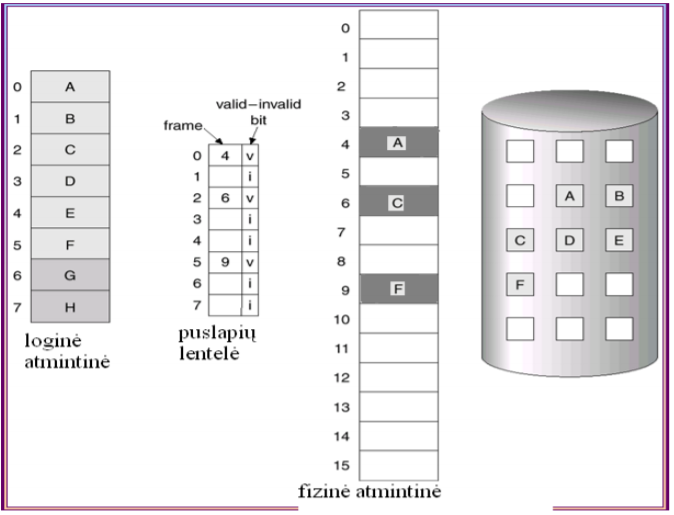 0 A
1 B
2 C
3 D
4 E
5 F
6 G
7 H
loginė
atmintinė
valid–invalid
bit
frame
0 4 v
1 i
2 6 v
3 i
4 i
5 9 v
6 i
7 i
puslapių
lentelė
0
1
2
3
4 A
5
6 C
7
8
9 F
10
11
12
13
14
15
fizinė atmintinė
A B
C D E
F